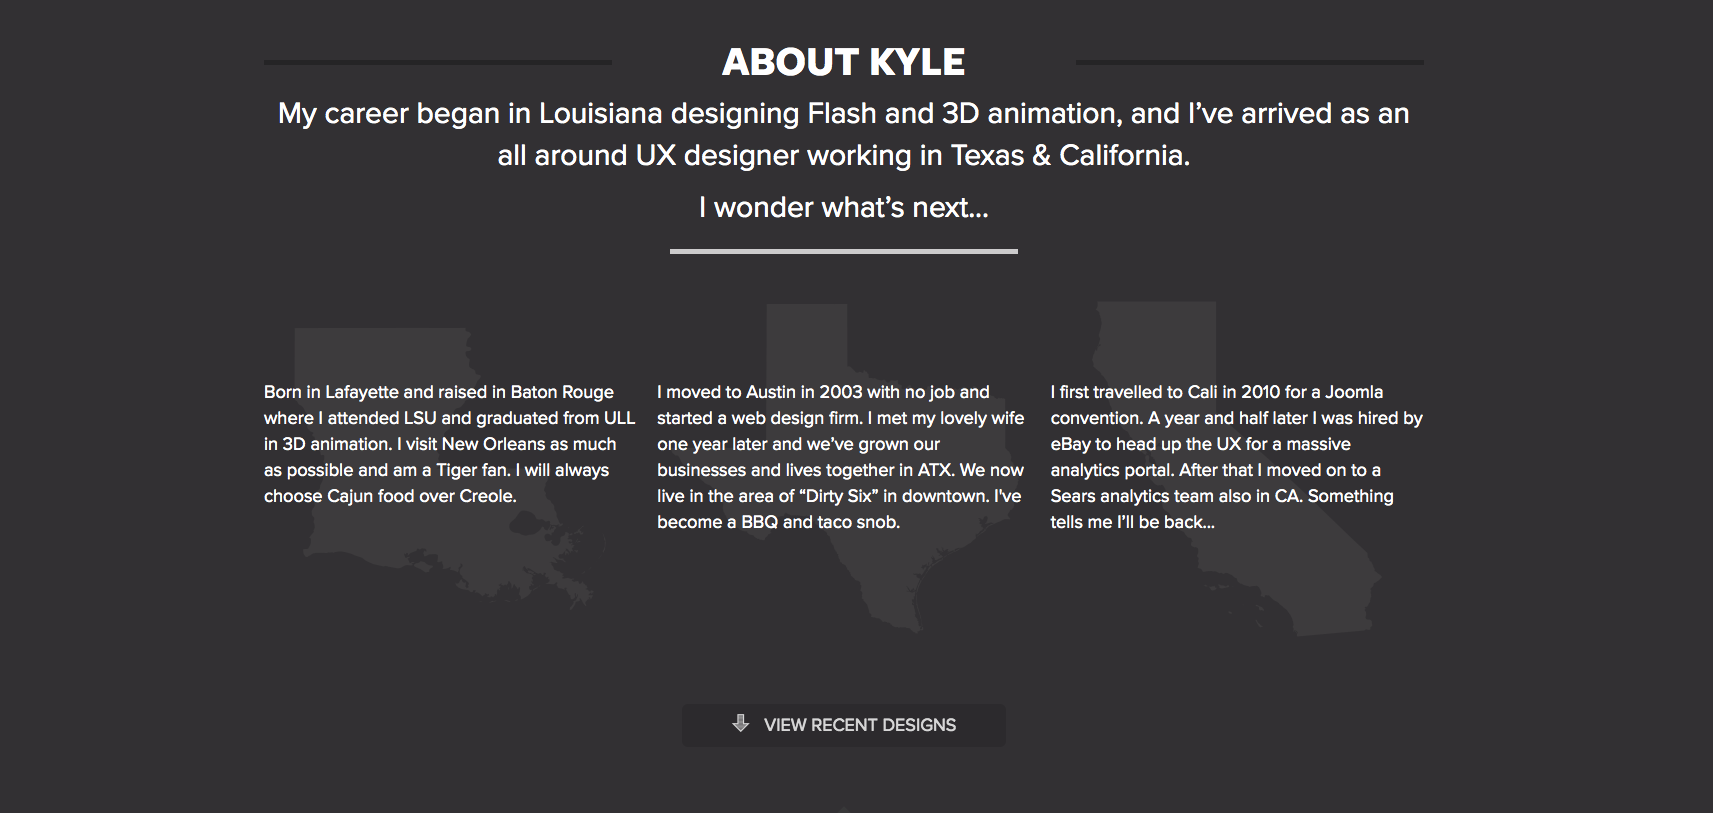 ABOUT KYLE
My career began in Louisiana designing Flash and 3D animation, and I’ve arrived as an
all around UX designer working in Texas & California.
I wonder what’s next...
Born in Lafayette and raised in Baton Rouge
where I attended LSU and graduated from ULL
in 3D animation. I visit New Orleans as much
as possible and am a Tiger fan. I will always
choose Cajun food over Creole.
I moved to Austin in 2003 with no job and
started a web design firm. I met my lovely wife
one year later and we’ve grown our
businesses and lives together in ATX. We now
live in the area of “Dirty Six” in downtown. I've
become a BBQ and taco snob.
I first travelled to Cali in 2010 for a Joomla
convention. A year and half later I was hired by
eBay to head up the UX for a massive
analytics portal. After that I moved on to a
Sears analytics team also in CA. Something
tells me I’ll be back...
VIEW RECENT DESIGNS